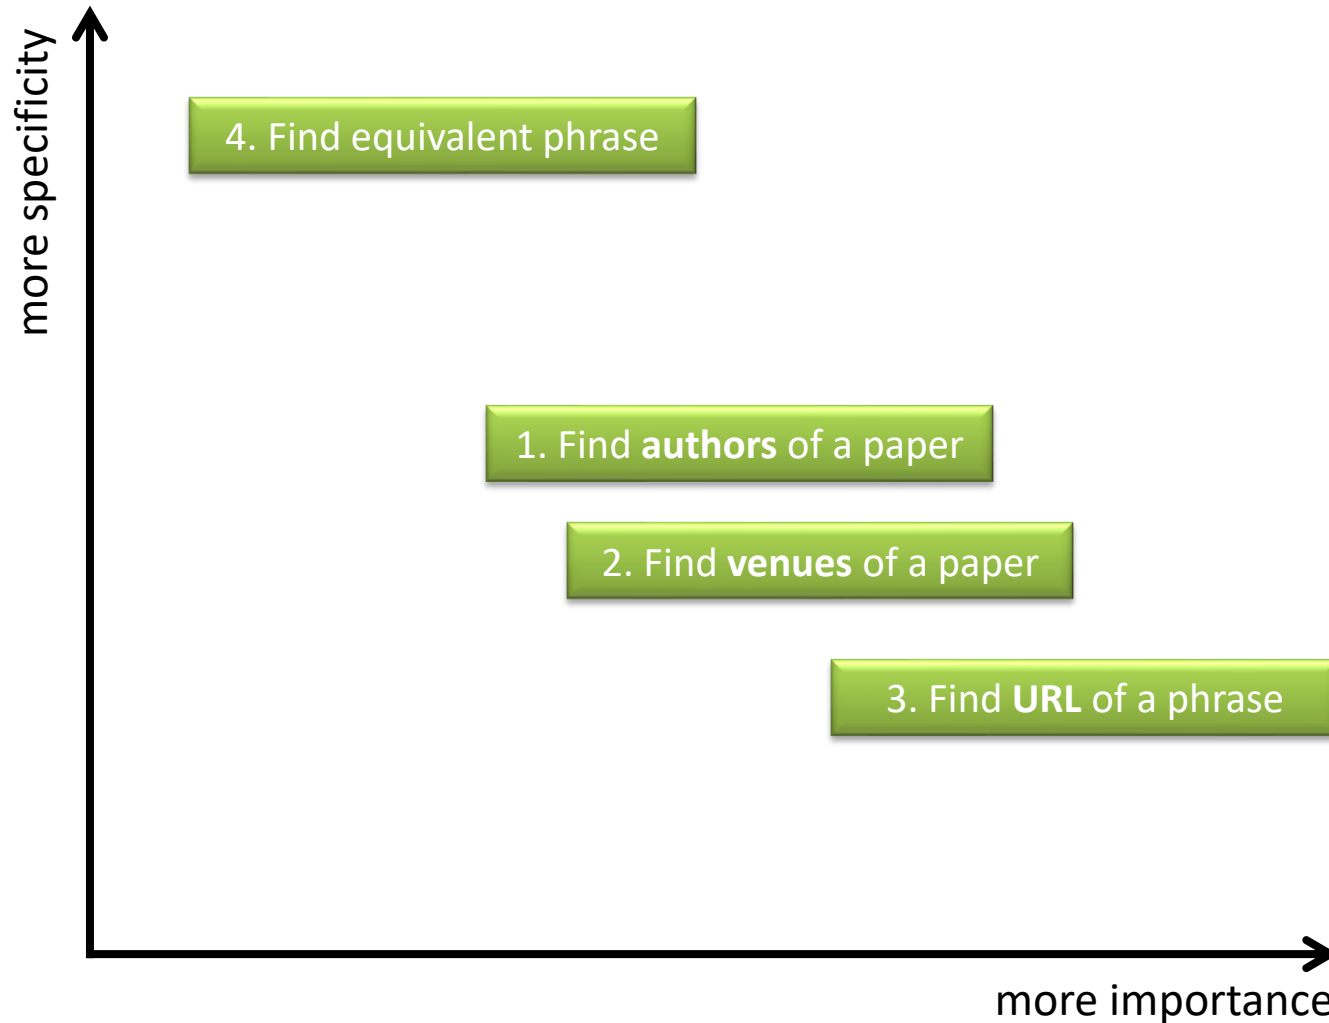 more specificity
4. Find equivalent phrase
1. Find authors of a paper
2. Find venues of a paper
3. Find URL of a phrase
more importance